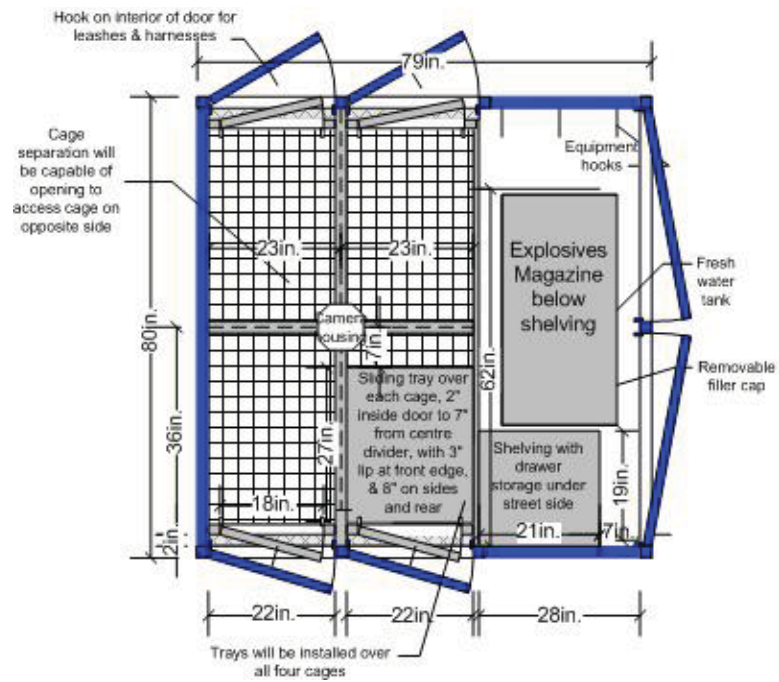 Hook on interior of door for
leashes & harnesses
79in.
Cage
separation will
be capable of
opening to
access cage on
opposite side
Equipment
hooks
23in.
23in.
Explosives
Magazine
below
shelving
Fresh
water
tank
Camera
housing
80in.
7in.
62in.
Removable
filler cap
Sliding tray over
each cage, 2"
inside door to 7"
from centre
divider, with 3"
lip at front edge,
& 8" on sides
and rear
36in.
27in.
Shelving with
drawer
storage under
street side
19in.
18in.
2in.
21in.
7in.
22in.
22in.
28in.
Trays will be installed over
all four cages